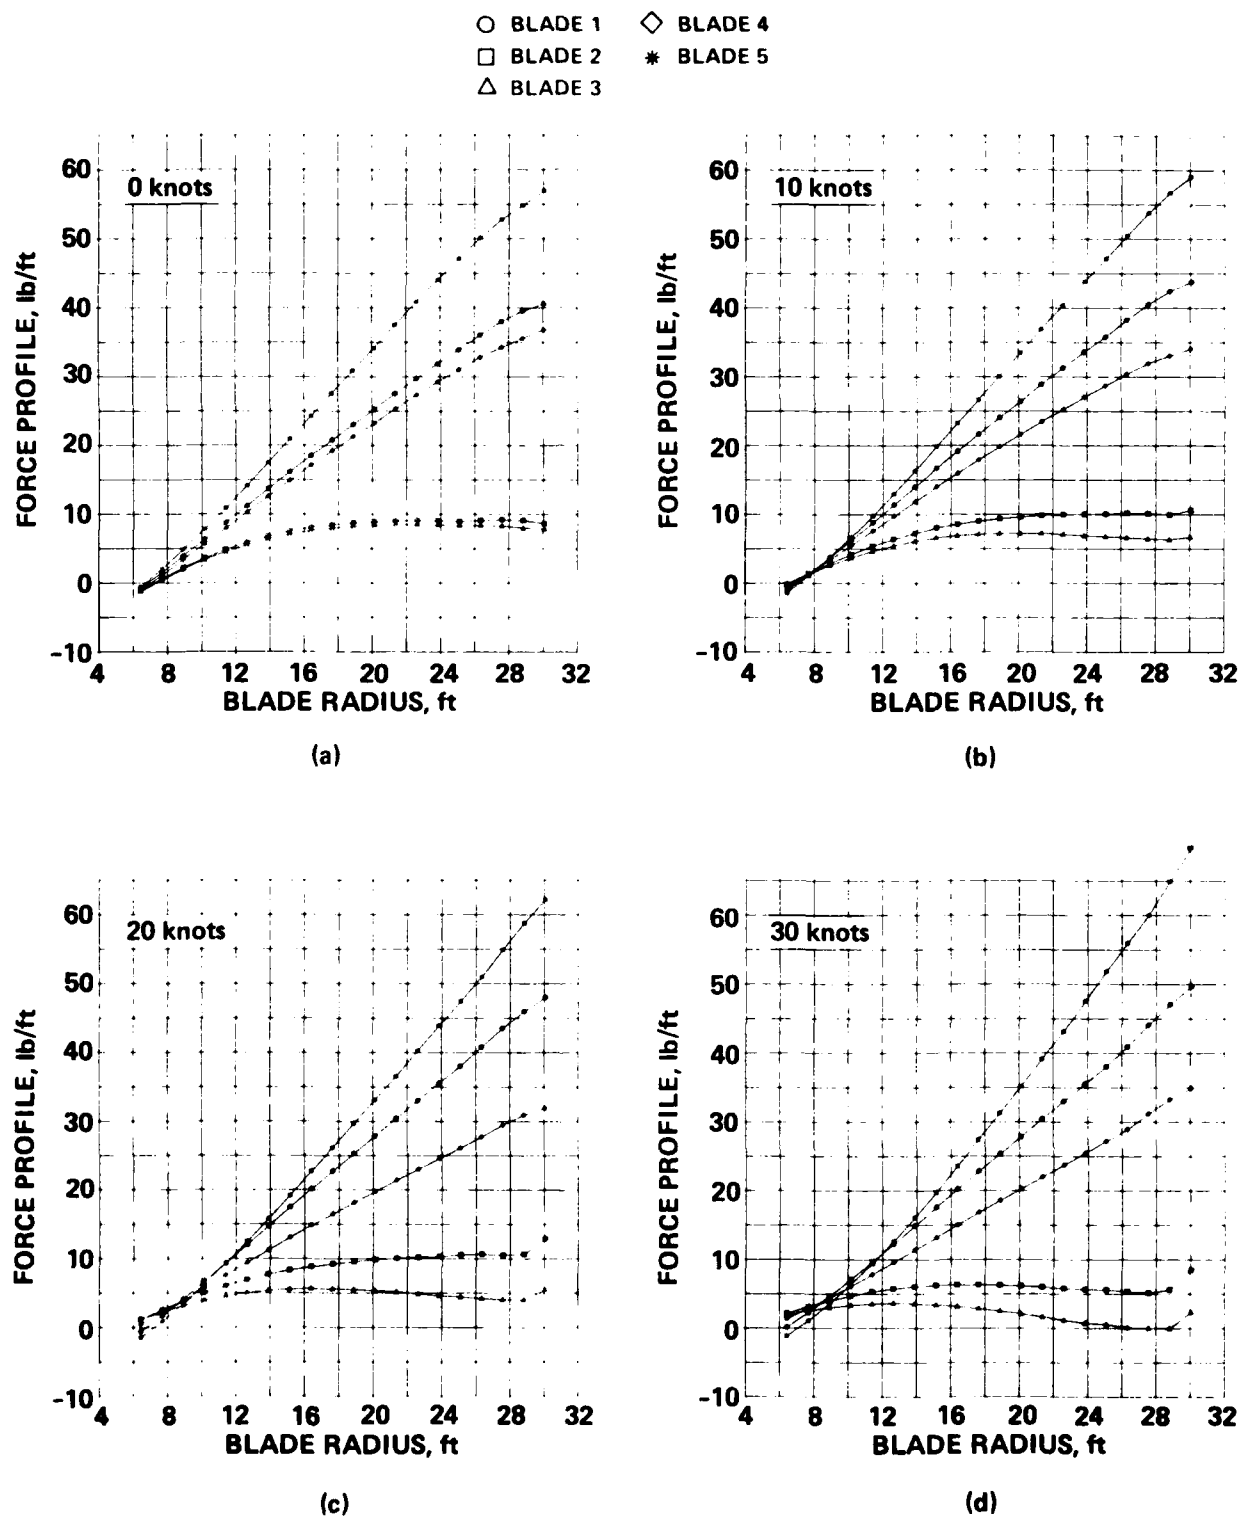 BLADE 1 BLADE 4
BLADE 2 BLADE 5
BLADE 3
0 knots
FORCE PROFILE, lb/ft
60
50
40
30
20
10
0
-10
4 8 12 16 20 24 28 32
BLADE RADIUS, ft
(a)
10 knots
FORCE PROFILE, lb/ft
60
50
40
30
20
10
0
-10
4 8 12 16 20 24 28 32
BLADE RADIUS, ft
(b)
20 knots
FORCE PROFILE, lb/ft
60
50
40
30
20
10
0
-10
4 8 12 16 20 24 28 32
BLADE RADIUS, ft
(c)
30 knots
FORCE PROFILE, lb/ft
60
50
40
30
20
10
0
-10
4 8 12 16 20 24 28 32
BLADE RADIUS, ft
(d)